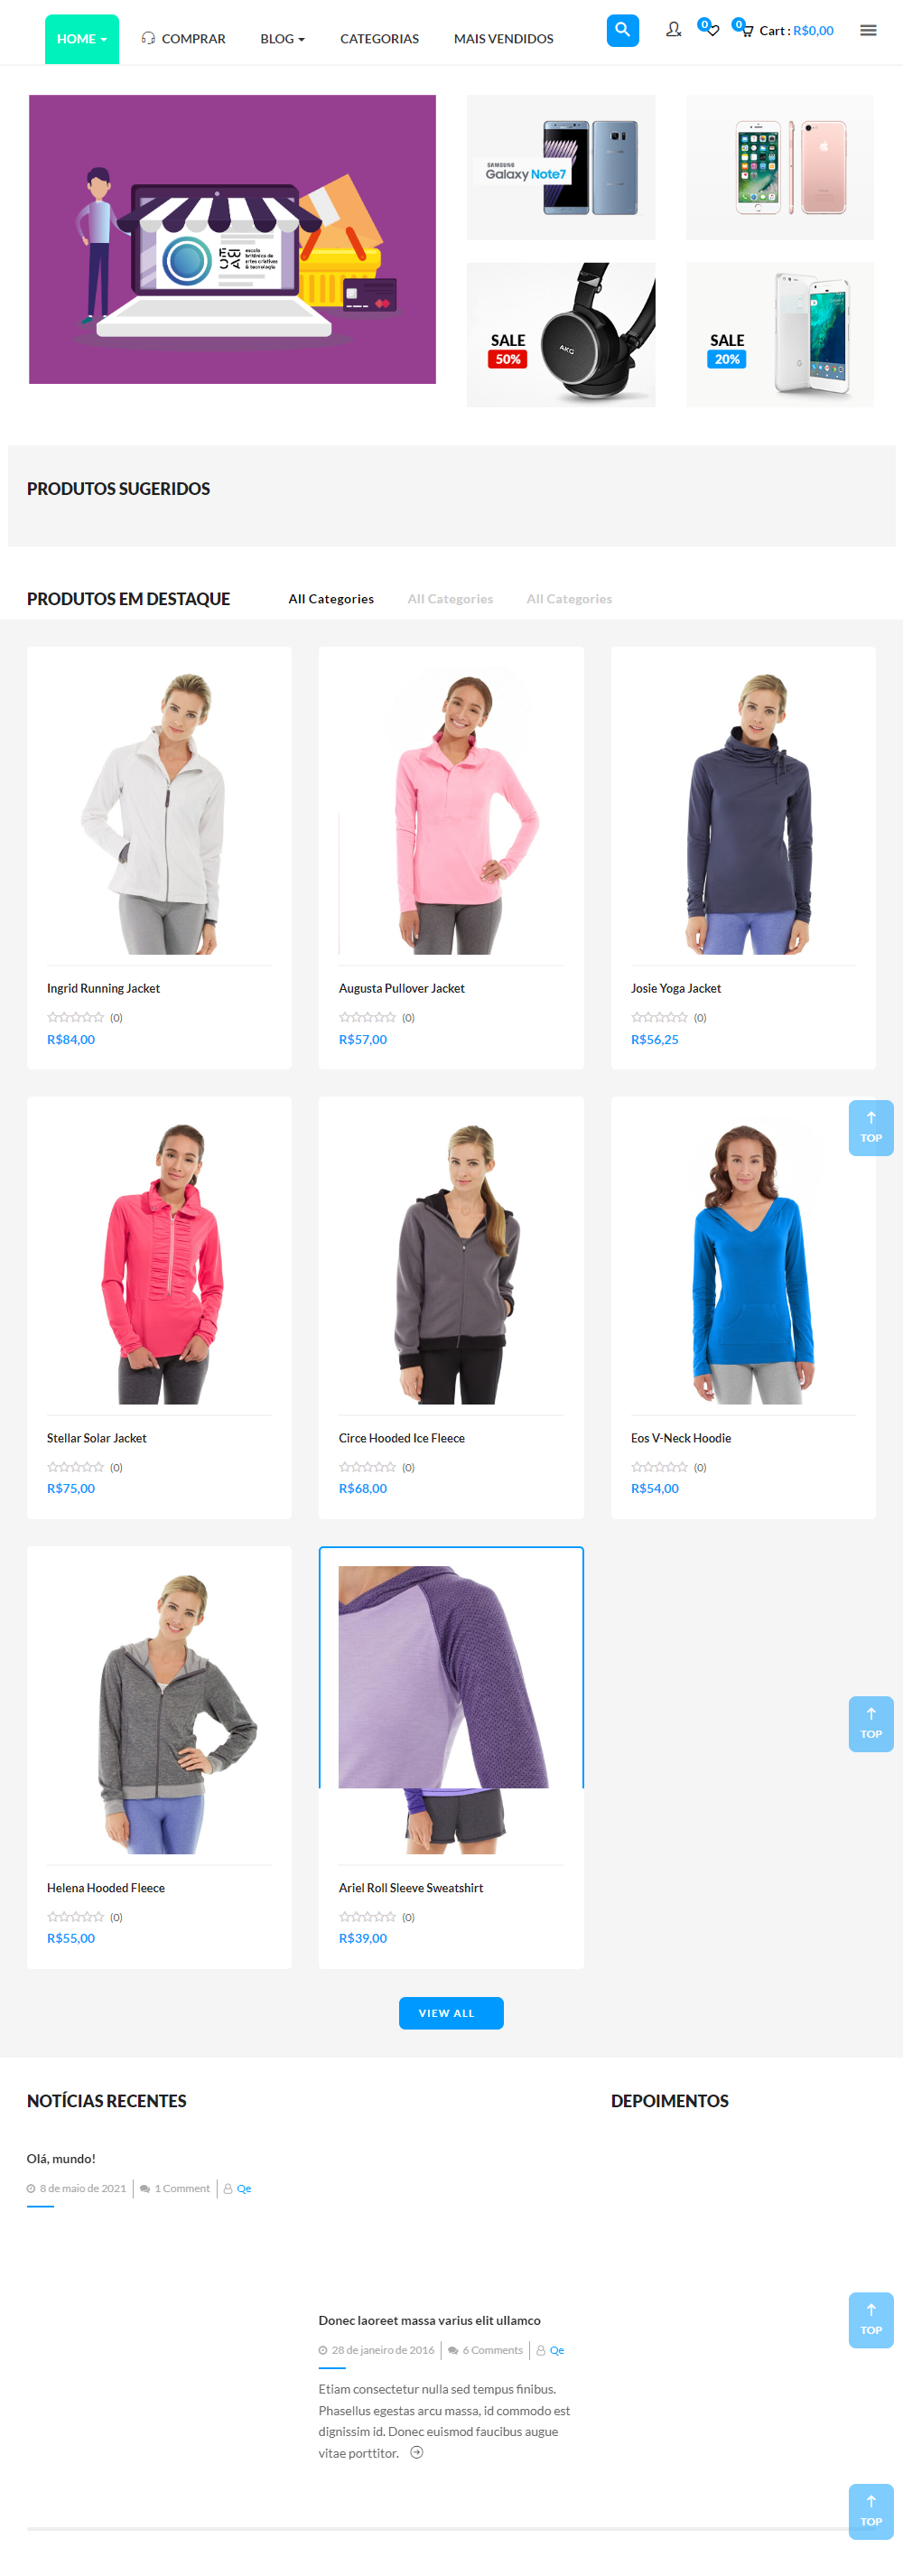 HOME
COMPRAR
BLOG
CATEGORIAS
MAIS VENDIDOS
0
0
Cart : R$0,00
SAMSUNG
Galaxy Note7
escola
britânica de
artes criativas
& tecnologia
SALE
50%
AKG
SALE
20%
PRODUTOS SUGERIDOS
PRODUTOS EM DESTAQUE
All Categories
All Categories
All Categories
Ingrid Running Jacket
(0)
R$84,00
Augusta Pullover Jacket
(0)
R$57,00
Josie Yoga Jacket
(0)
R$56,25
TOP
Stellar Solar Jacket
(0)
R$75,00
Circe Hooded Ice Fleece
(0)
R$68,00
Eos V-Neck Hoodie
(0)
R$54,00
TOP
Helena Hooded Fleece
(0)
R$55,00
Ariel Roll Sleeve Sweatshirt
(0)
R$39,00
VIEW ALL
NOTÍCIAS RECENTES
DEPOIMENTOS
Olá, mundo!
8 de maio de 2021
1 Comment
Qe
TOP
Donec laoreet massa varius elit ullamco
28 de janeiro de 2016
6 Comments
Qe
Etiam consectetur nulla sed tempus finibus.
Phasellus egestas arcu massa, id commodo est
dignissim id. Donec euismod faucibus augue
vitae porttitor.
TOP